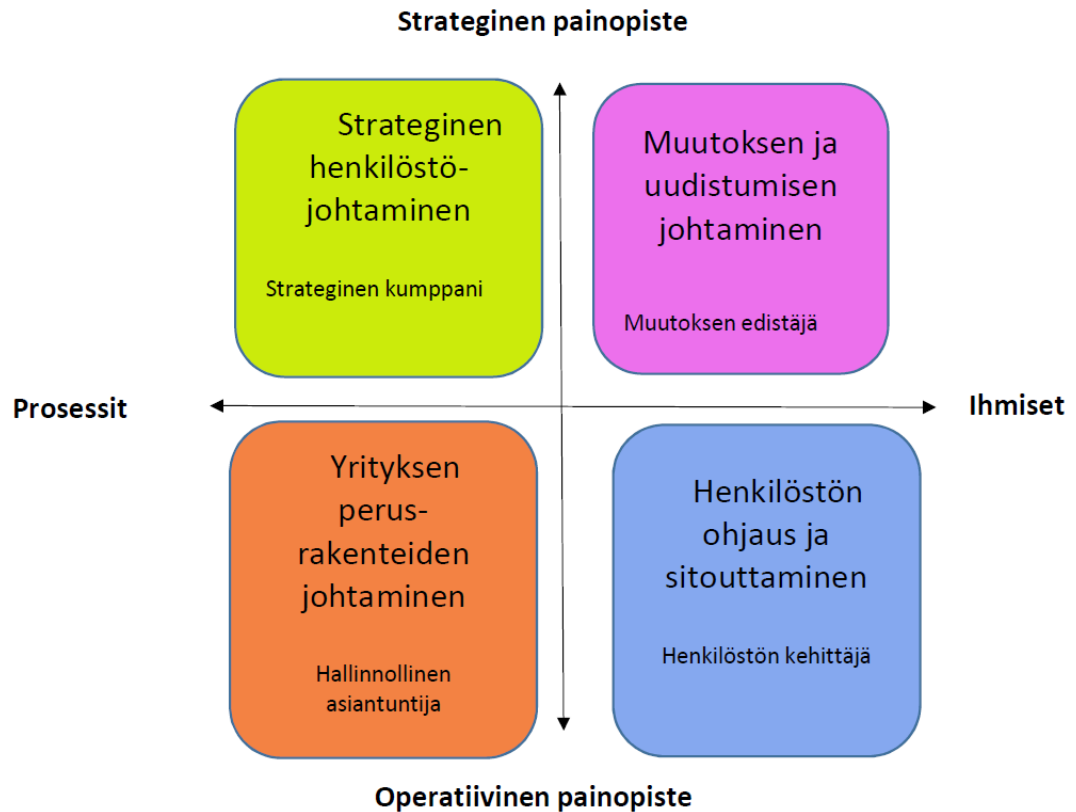 Strateginen painopiste
Strateginen
henkilöstö-
johtaminen
Strateginen kumppani
Muutoksen ja
uudistumisen
johtaminen
Muutoksen edistäjä
Prosessit
Ihmiset
Yrityksen
perus-
rakenteiden
johtaminen
Hallinnollinen
asiantuntija
Henkilöstön
ohjaus ja
sitouttaminen
Henkilöstön kehittäjä
Operatiivinen painopiste